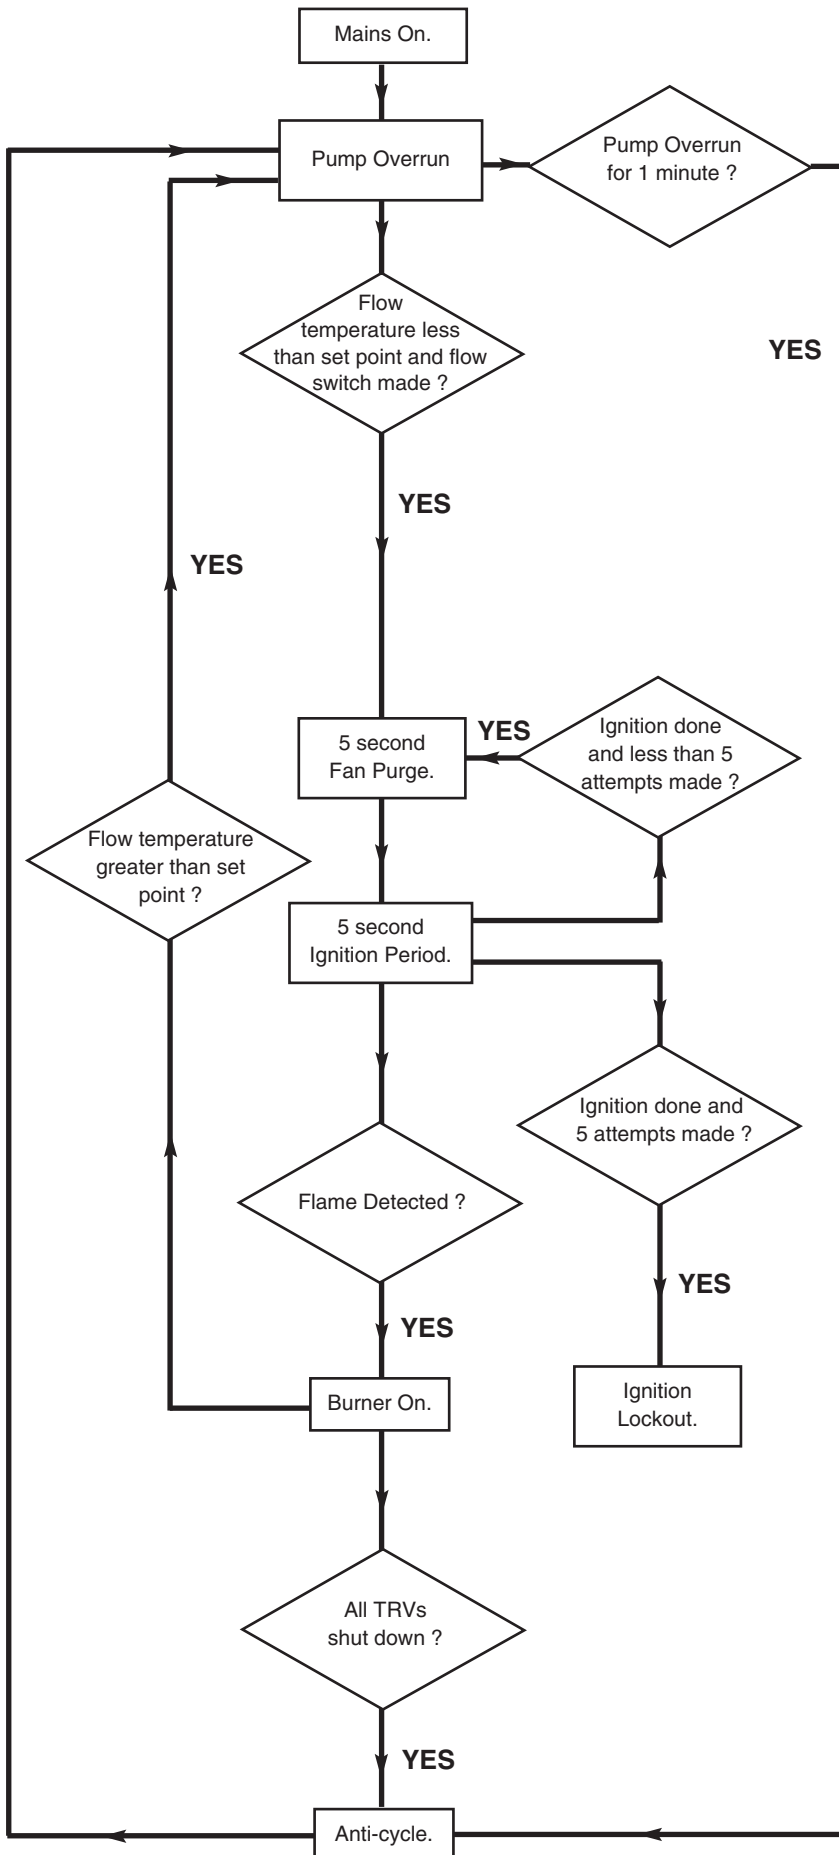 Mains On.
Pump Overrun
Pump Overrun
for 1 minute ?
Flow
temperature less
than set point and flow
switch made ?
YES
YES
YES
5 second
Fan Purge.
YES
Ignition done
and less than 5
attempts made ?
Flow temperature
greater than set
point ?
5 second
Ignition Period.
Ignition done and
5 attempts made ?
Flame Detected ?
YES
YES
Burner On.
Ignition
Lockout.
All TRVs
shut down ?
YES
Anti-cycle.